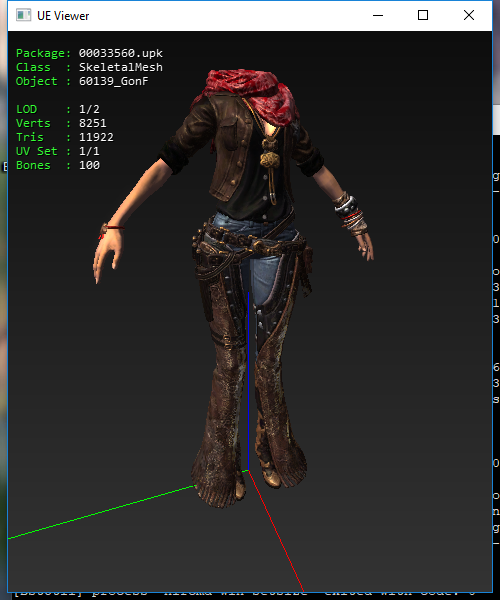 UE Viewer
Package: 00033560.upk
Class : SkeletalMesh
Object : 60139_GonF
LOD : 1/2
Verts : 8251
Tris : 11922
UV Set : 1/1
Bones : 100